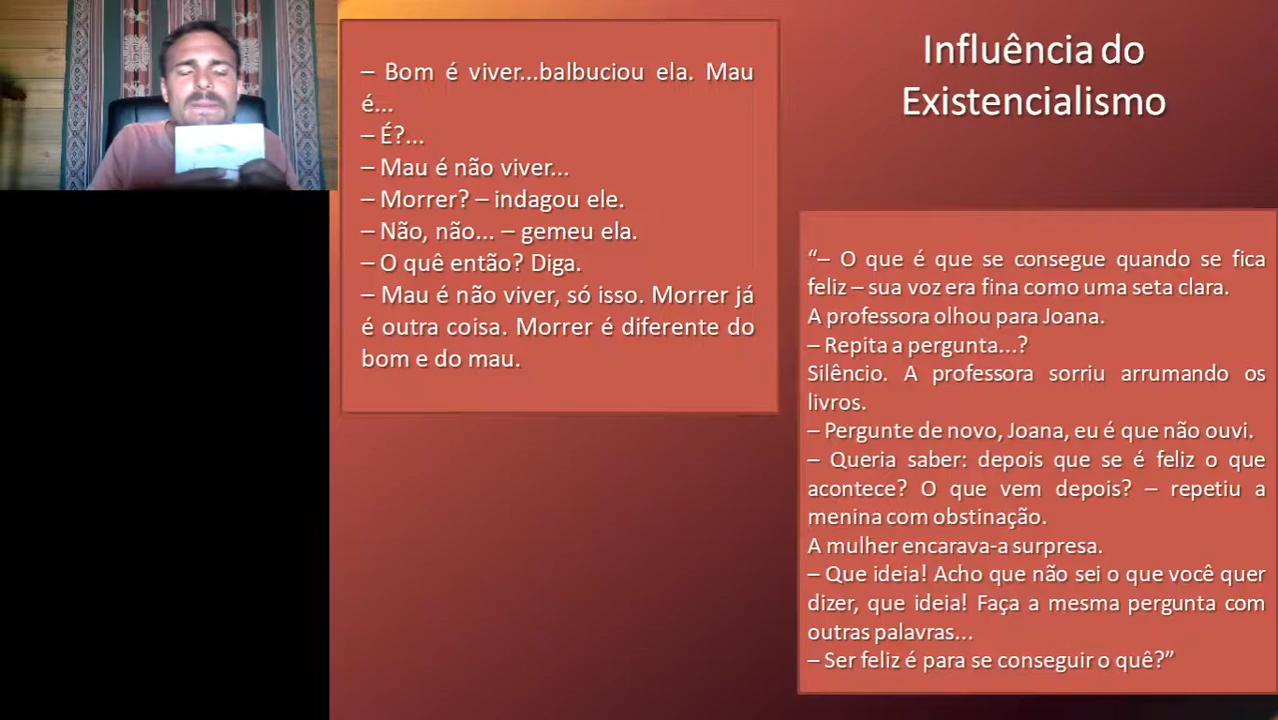 – Bom é viver...balbuciou ela. Mau
é...
– É?...
– Mau é não viver...
– Morrer? – indagou ele.
– Não, não... – gemeu ela.
– O quê então? Diga.
– Mau é não viver, só isso. Morrer já
é outra coisa. Morrer é diferente do
bom e do mau.
Influência do
Existencialismo
“– O que é que se consegue quando se fica
feliz – sua voz era fina como uma seta clara.
A professora olhou para Joana.
– Repita a pergunta...?
Silêncio. A professora sorriu arrumando os
livros.
– Pergunte de novo, Joana, eu é que não ouvi.
– Queria saber: depois que se é feliz o que
acontece? O que vem depois? – repetiu a
menina com obstinação.
A mulher encarava-a surpresa.
– Que ideia! Acho que não sei o que você quer
dizer, que ideia! Faça a mesma pergunta com
outras palavras...
– Ser feliz é para se conseguir o quê?”